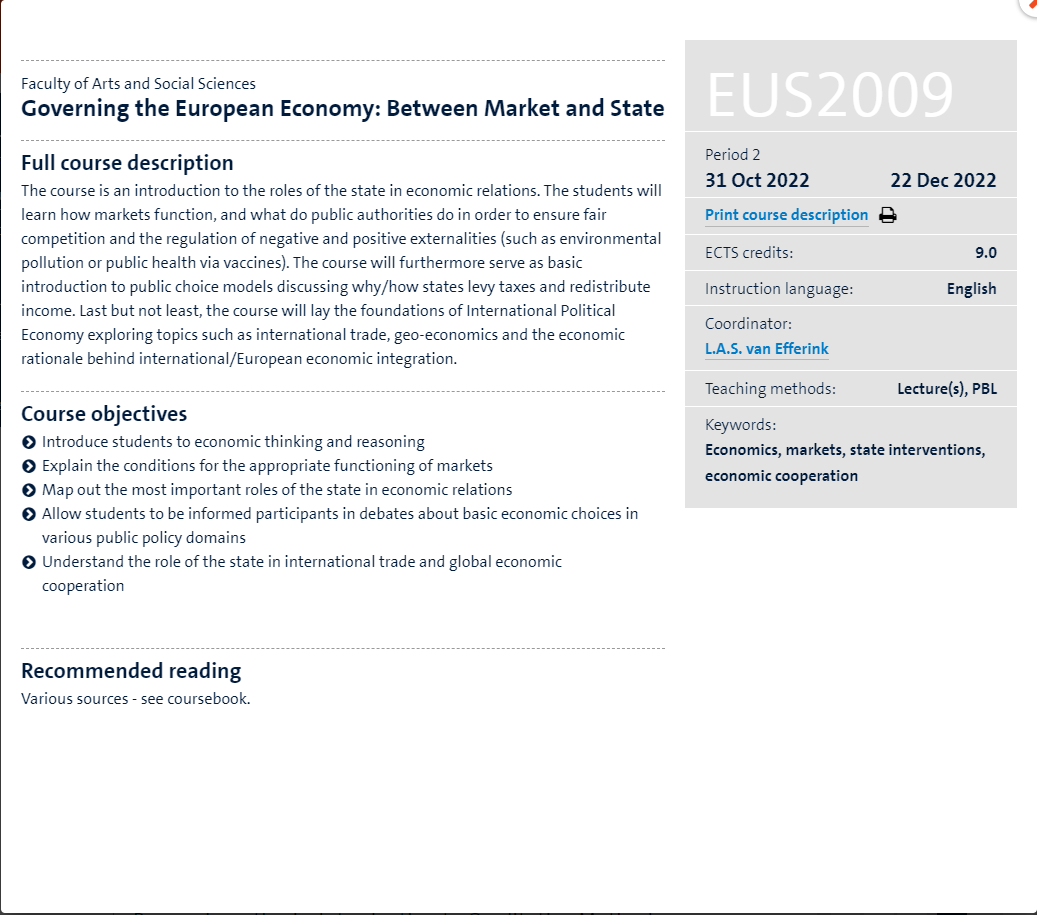 Faculty of Arts and Social Sciences
Governing the European Economy: Between Market and State
Full course description
The course is an introduction to the roles of the state in economic relations. The students will
learn how markets function, and what do public authorities do in order to ensure fair
competition and the regulation of negative and positive externalities (such as environmental
pollution or public health via vaccines). The course will furthermore serve as basic
introduction to public choice models discussing why/how states levy taxes and redistribute
income. Last but not least, the course will lay the foundations of International Political
Economy exploring topics such as international trade, geo-economics and the economic
rationale behind international/European economic integration.
Course objectives
Introduce students to economic thinking and reasoning
Explain the conditions for the appropriate functioning of markets
Map out the most important roles of the state in economic relations
Allow students to be informed participants in debates about basic economic choices in
various public policy domains
Understand the role of the state in international trade and global economic
cooperation
Recommended reading
Various sources - see coursebook.
EUS2009
Period 2
31 Oct 2022 22 Dec 2022
Print course description
ECTS credits: 9.0
Instruction language: English
Coordinator:
L.A.S. van Efferink
Teaching methods: Lecture(s), PBL
Keywords:
Economics, markets, state interventions,
economic cooperation